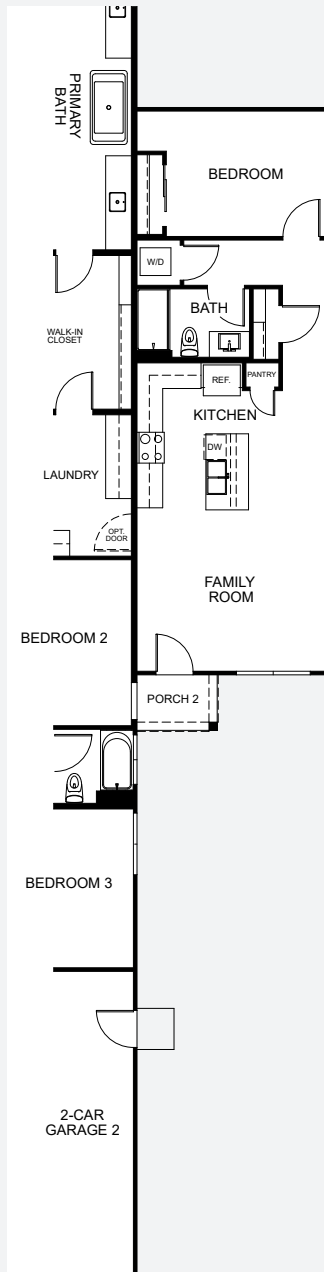 PRIMARY
BATH
BEDROOM
W/D
BATH
WALK-IN
CLOSET
REF.
PANTRY
KITCHEN
DW
LAUNDRY
OPT.
DOOR
FAMILY
ROOM
BEDROOM 2
PORCH 2
BEDROOM 3
2-CAR
GARAGE 2